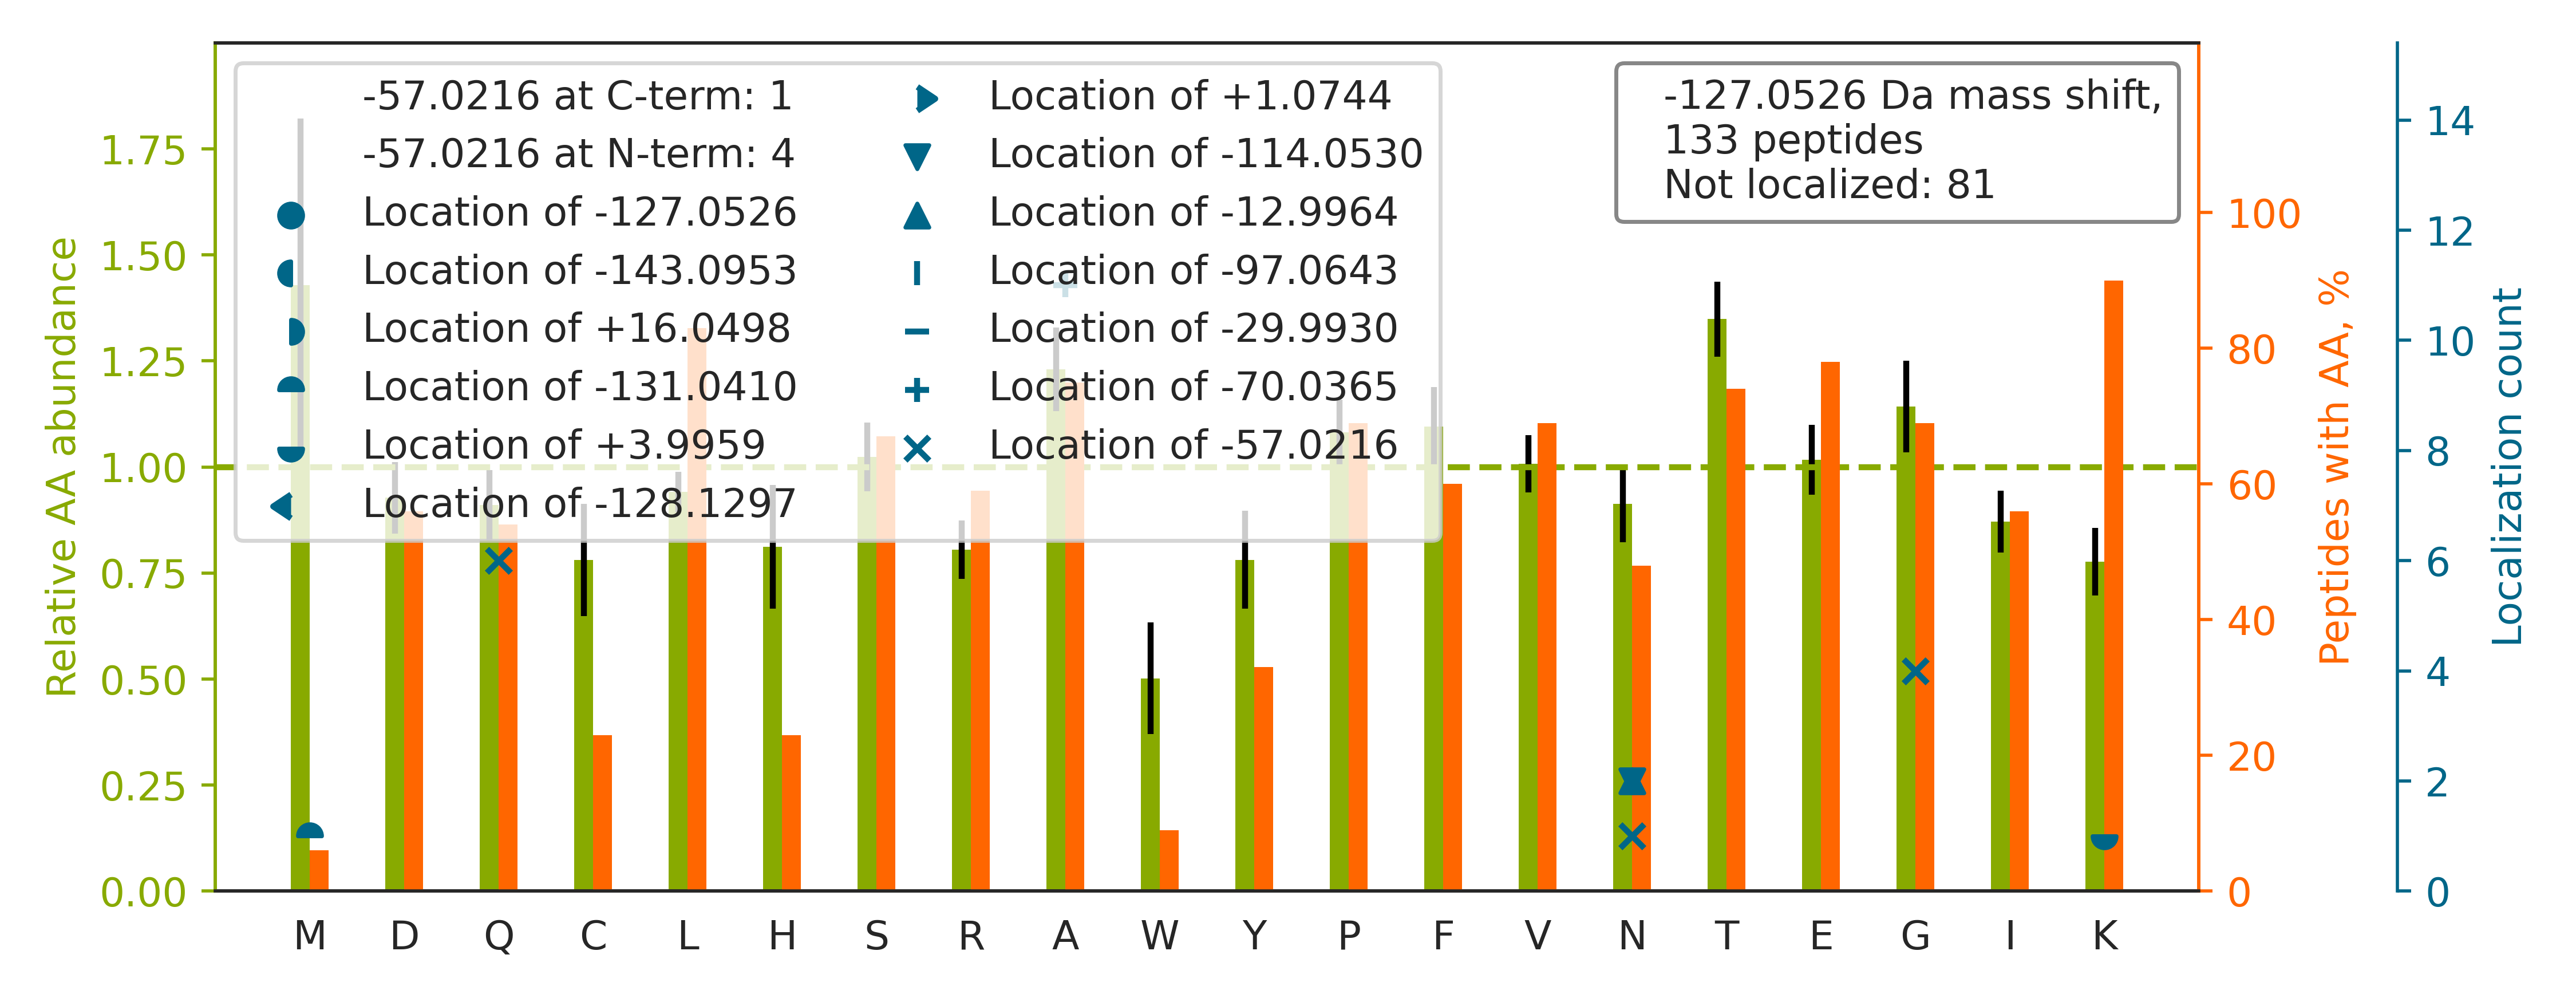 -57.0216 at C-term: 1
-57.0216 at N-term: 4
Location of -127.0526
Location of -143.0953
Location of +16.0498
Location of -131.0410
Location of +3.9959
Location of -128.1297
Location of +1.0744
Location of -114.0530
Location of -12.9964
Location of -97.0643
Location of -29.9930
Location of -70.0365
Location of -57.0216
-127.0526 Da mass shift,
133 peptides
Not localized: 81
Relative AA abundance
1.75
1.50
1.25
1.00
0.75
0.50
0.25
0.00
M D Q C L H S R A W Y P F V N T E G I K
100
80
60
40
20
0
Peptides with AA, %
14
12
10
8
6
4
2
0
Localization count